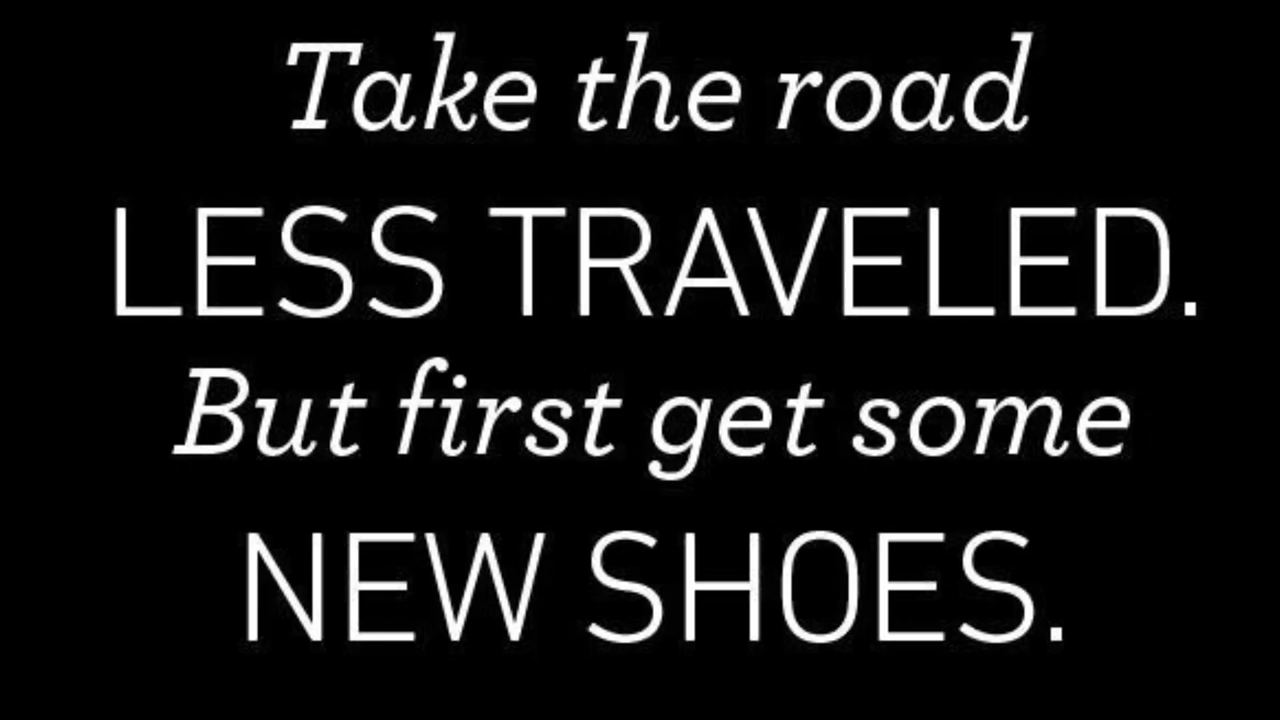 Take the road
LESS TRAVELED.
But first get some
NEW SHOES.